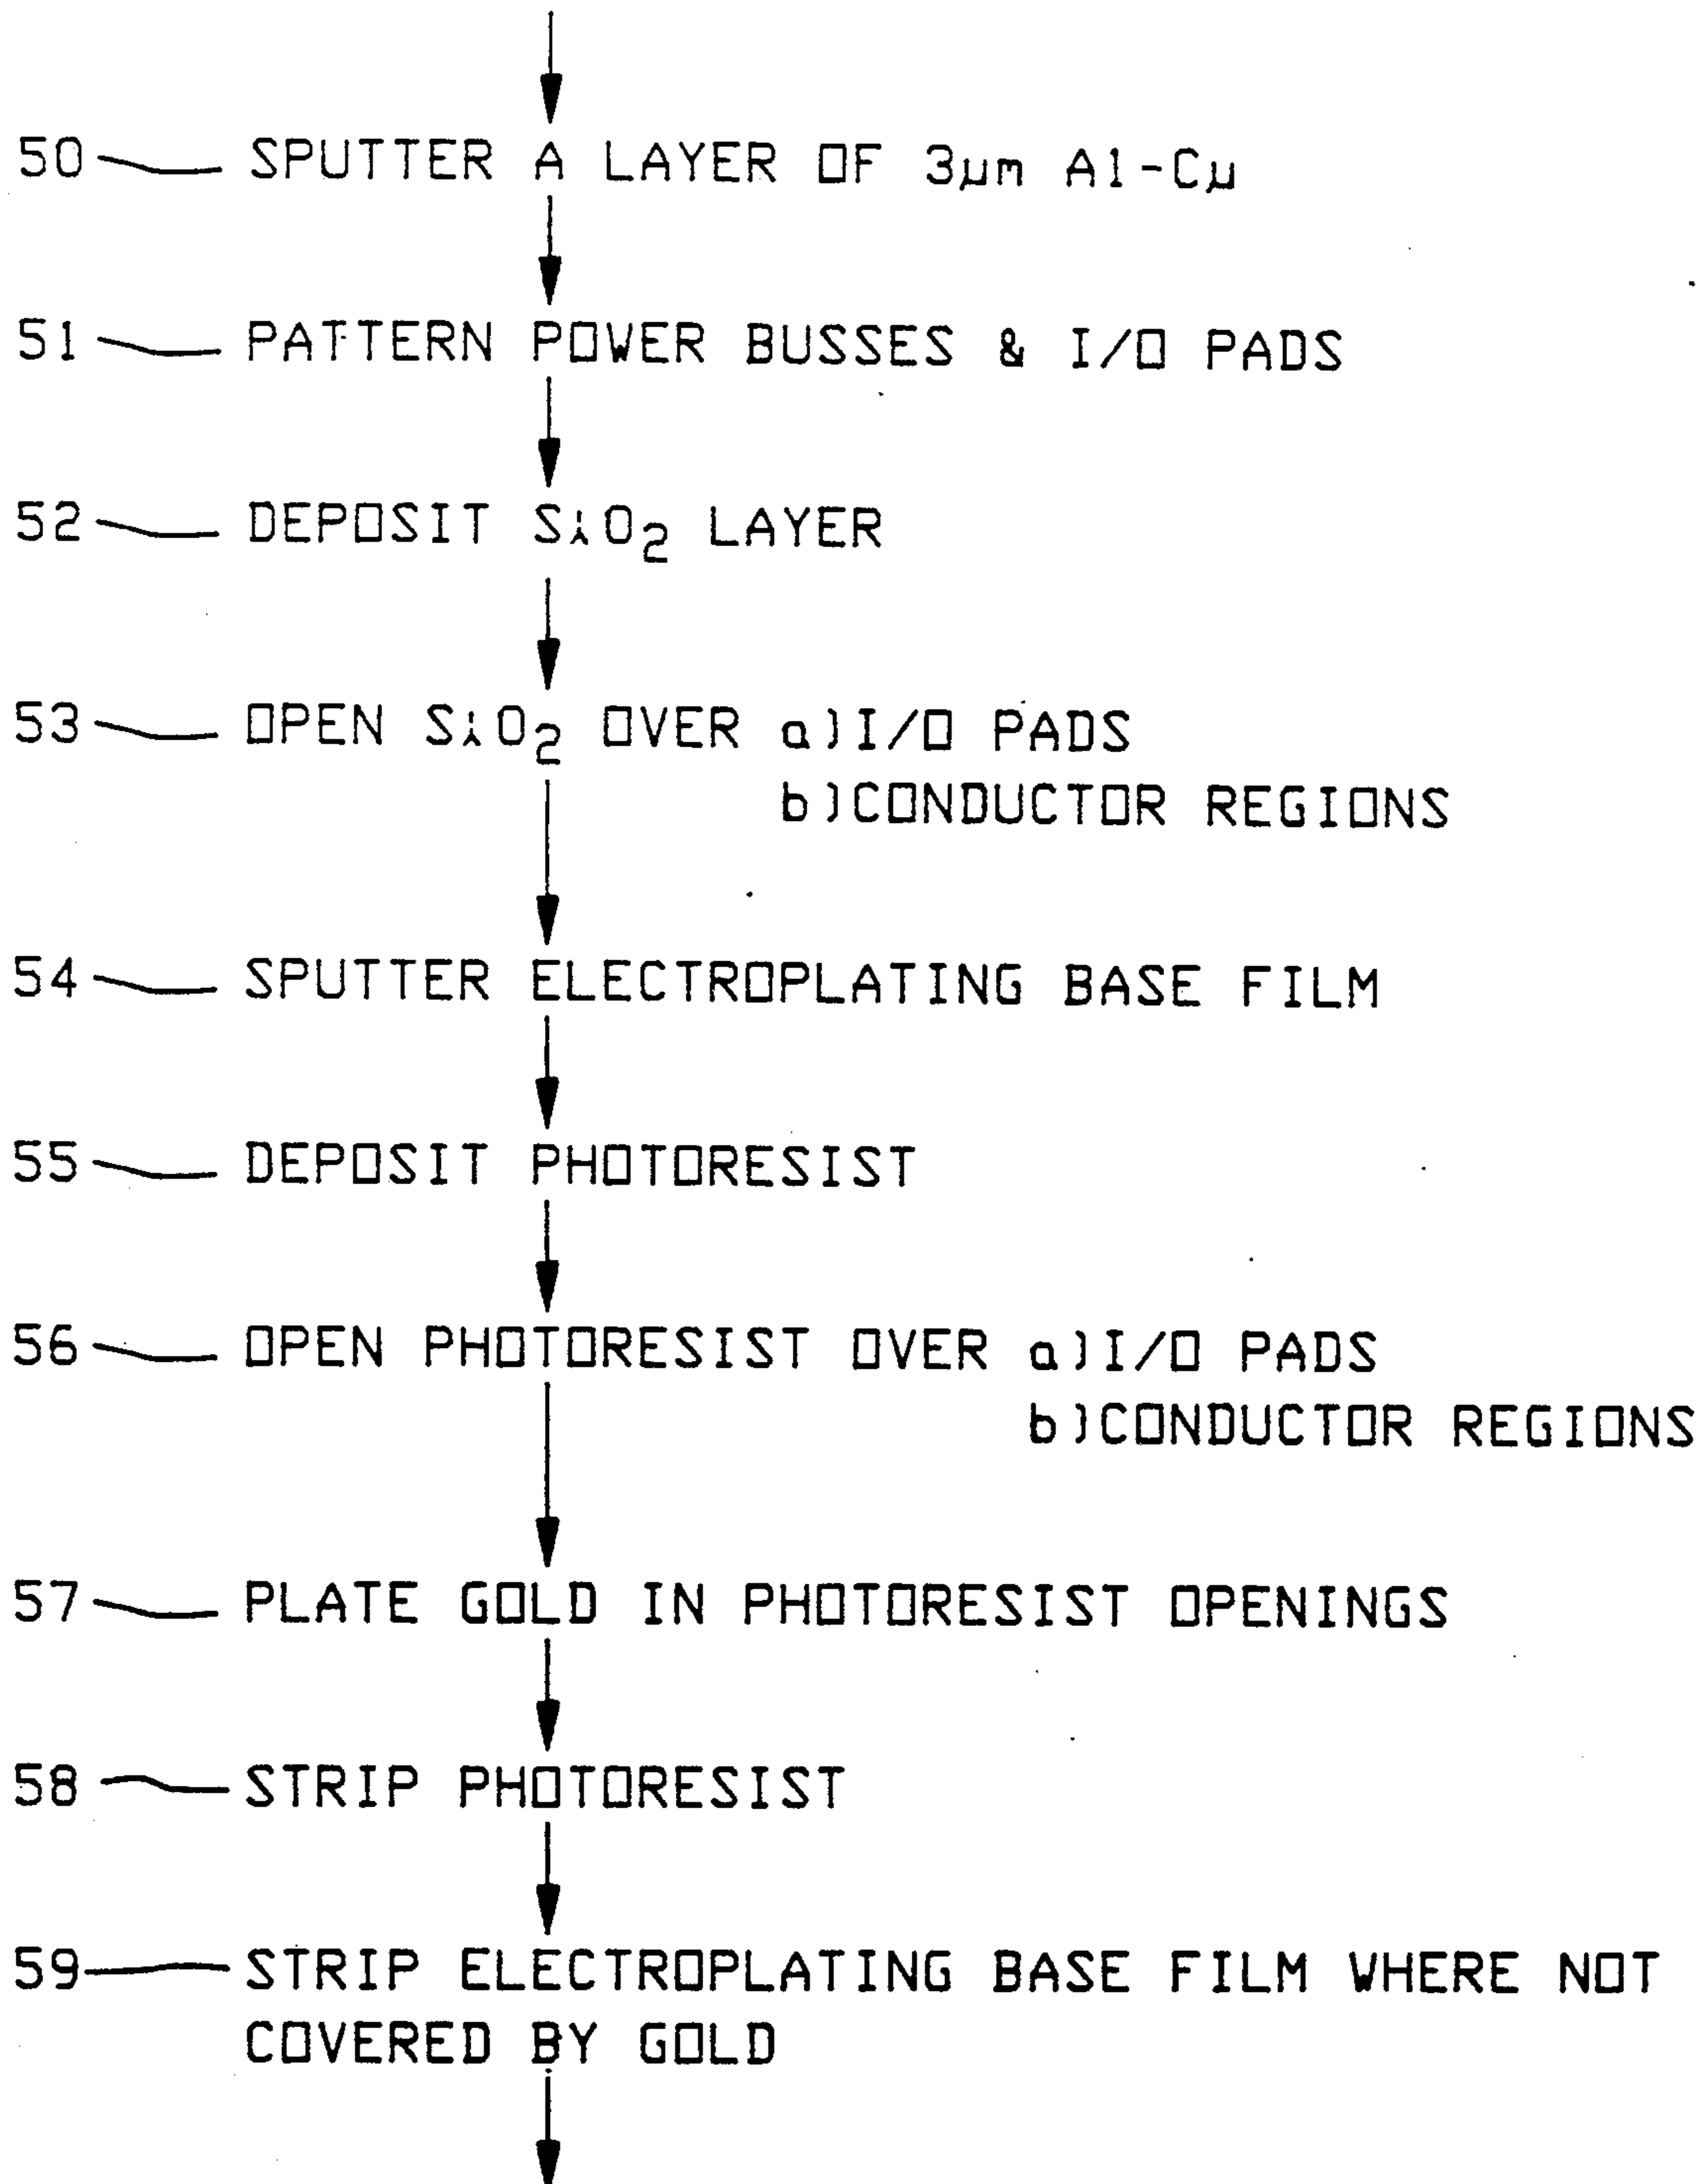 50 SPUTTER A LAYER OF 3µm Al-Cµ
51 PATTERN POWER BUSSES & I/O PADS
52 DEPOSIT SiO2 LAYER
53 OPEN SiO2 OVER a)I/O PADS
b)CONDUCTOR REGIONS
54 SPUTTER ELECTROPLATING BASE FILM
55 DEPOSIT PHOTORESIST
56 OPEN PHOTORESIST OVER a)I/O PADS
b)CONDUCTOR REGIONS
57 PLATE GOLD IN PHOTORESIST OPENINGS
58 STRIP PHOTORESIST
59 STRIP ELECTROPLATING BASE FILM WHERE NOT
COVERED BY GOLD